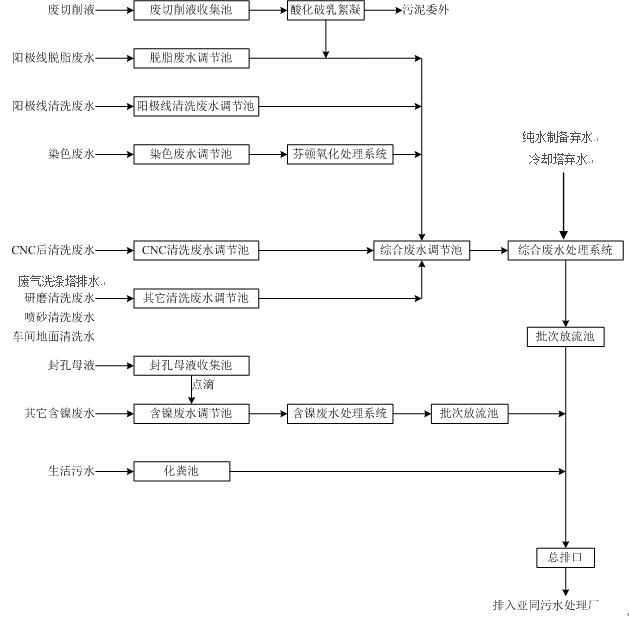 废切削液
废切削液收集池
酸化破乳絮凝
污泥委外
阳极线脱脂废水
脱脂废水调节池
阳极线清洗废水
阳极线清洗废水调节池
染色废水
染色废水调节池
芬顿氧化处理系统
纯水制备弃水
冷却塔弃水
CNC后清洗废水
CNC清洗废水调节池
综合废水调节池
综合废水处理系统
废气洗涤塔排水
研磨清洗废水
其它清洗废水调节池
喷砂清洗废水
车间地面清洗水
批次放流池
封孔母液
封孔母液收集池
点滴
其它含镍废水
含镍废水调节池
含镍废水处理系统
批次放流池
生活污水
化粪池
总排口
排入亚同污水处理厂